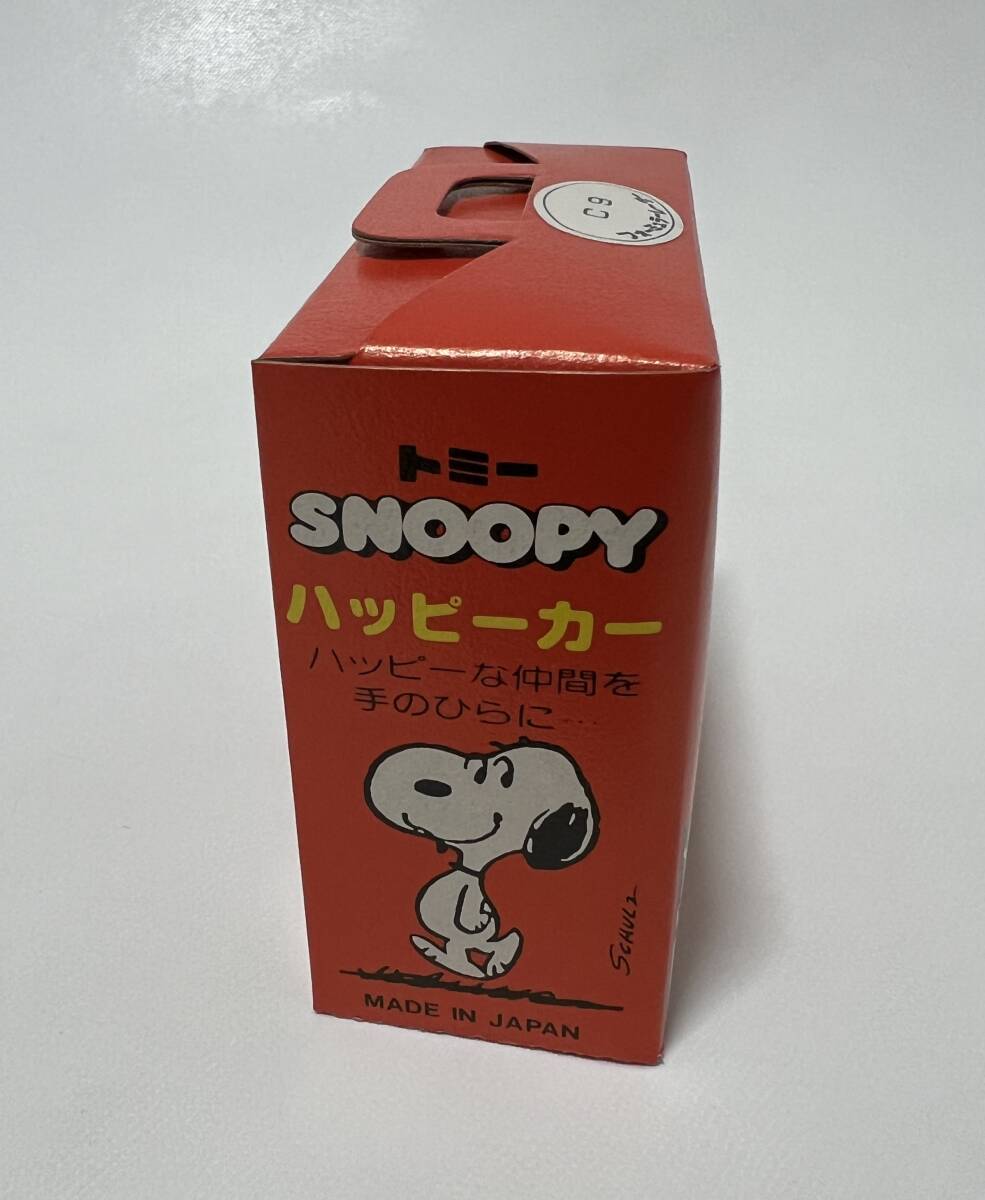 C9
トミー
SNOOPY
ハッピーカー
ハッピーな仲間を
手のひらに…
SCHULZ
MADE IN JAPAN